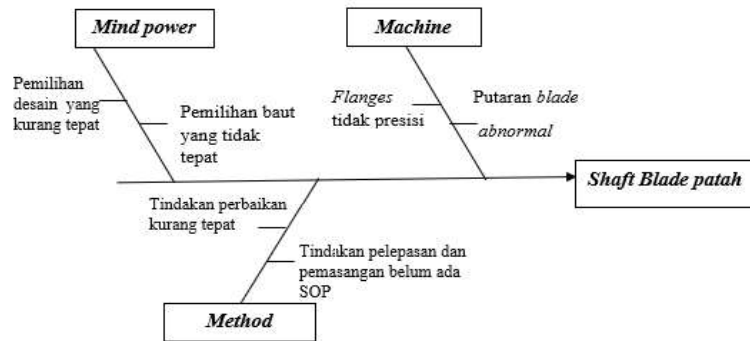 Mind power
Machine
Pemilihan
desain yang
kurang tepat
Pemilihan baut
yang tidak
tepat
Flanges
tidak presisi
Putaran blade
abnormal
Shaft Blade patah
Tindakan perbaikan
kurang tepat
Tindakan pelepasan dan
pemasangan belum ada
SOP
Method